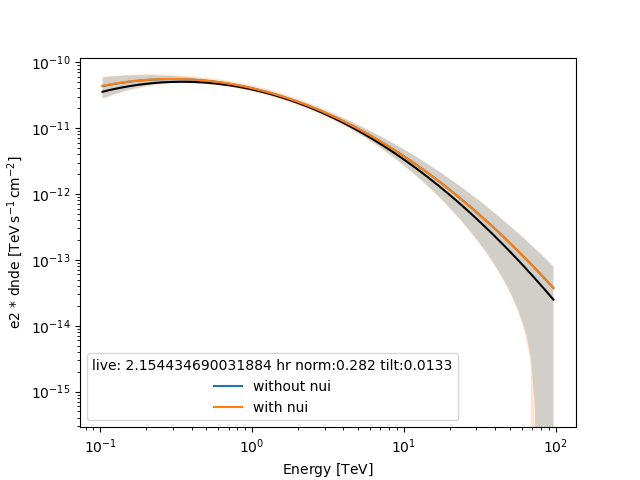 10⁻¹⁰
10⁻¹¹
10⁻¹²
10⁻¹³
10⁻¹⁴
10⁻¹⁵
e2 * dnde [TeV s⁻¹ cm⁻²]
live: 2.154434690031884 hr norm:0.282 tilt:0.0133
without nui
with nui
10⁻¹ 10⁰ 10¹ 10²
Energy [TeV]